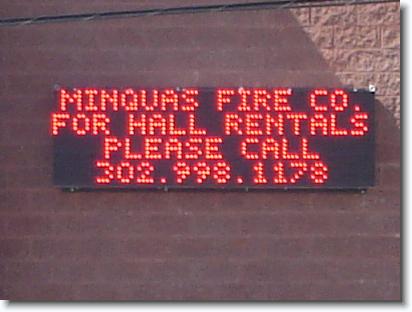 MINQUAS FIRE CO.
FOR HALL RENTALS
PLEASE CALL
302.998.1178